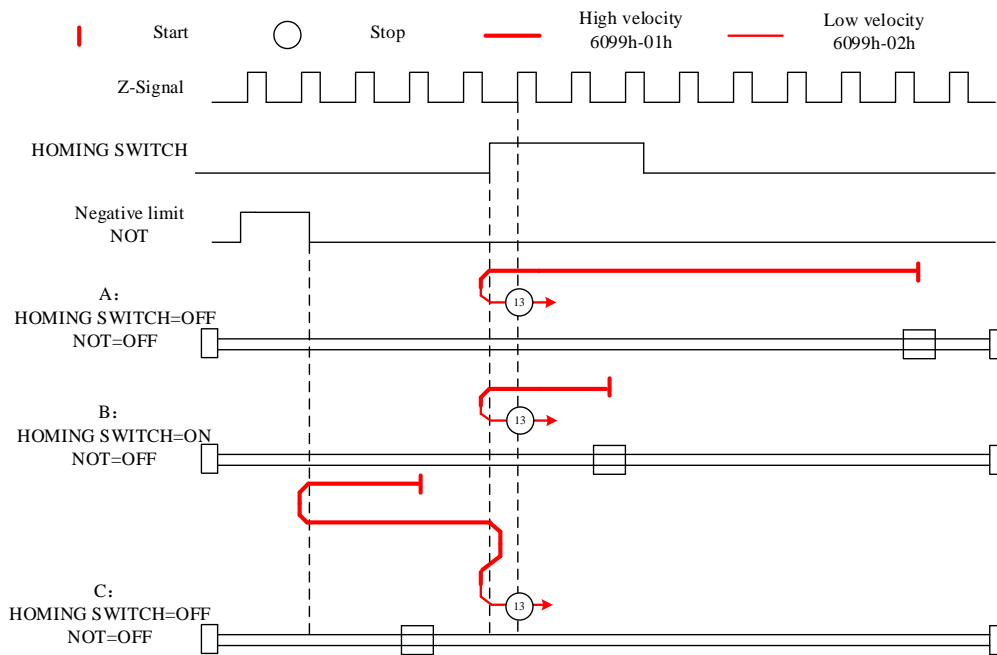 Start
Stop
High velocity
6099h-01h
Low velocity
6099h-02h
Z-Signal
HOMING SWITCH
Negative limit
NOT
A:
HOMING SWITCH=OFF
NOT=OFF
13
B:
HOMING SWITCH=ON
NOT=OFF
13
C:
HOMING SWITCH=OFF
NOT=OFF
13